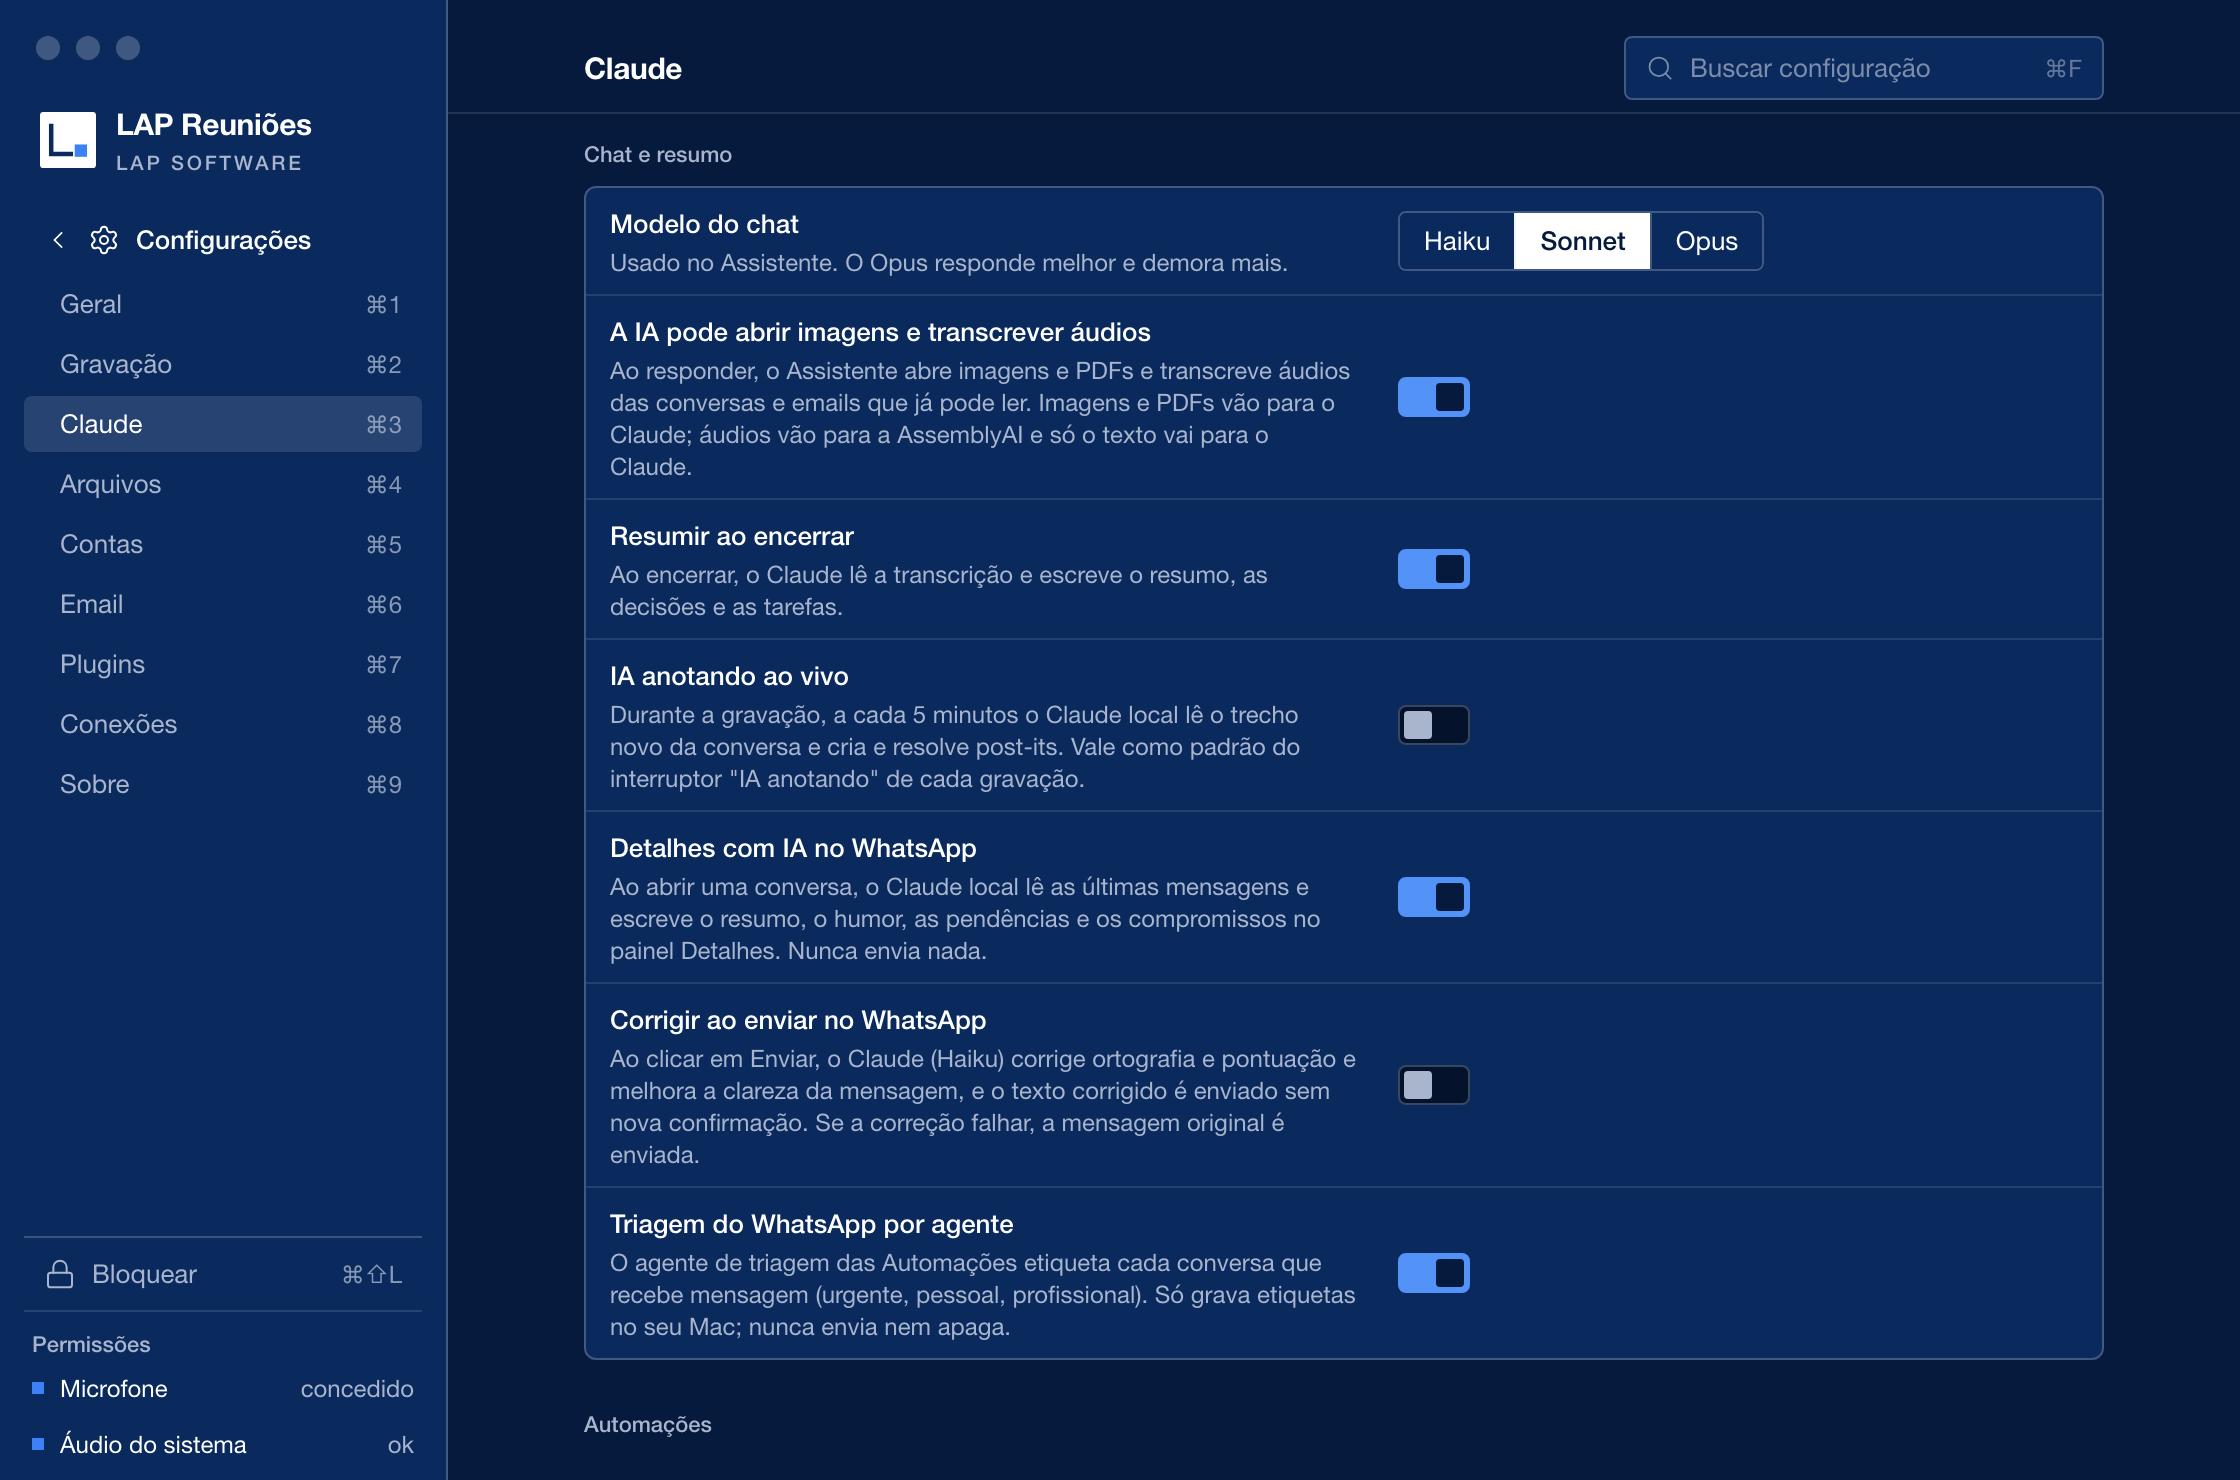 LAP Reuniões
LAP SOFTWARE
Configurações
Geral ⌘1
Gravação ⌘2
Claude ⌘3
Arquivos ⌘4
Contas ⌘5
Email ⌘6
Plugins ⌘7
Conexões ⌘8
Sobre ⌘9
Bloquear ⌘⇧L
Permissões
Microfone concedido
Áudio do sistema ok
Claude
Buscar configuração ⌘F
Chat e resumo
Modelo do chat
Usado no Assistente. O Opus responde melhor e demora mais.
Haiku Sonnet Opus
A IA pode abrir imagens e transcrever áudios
Ao responder, o Assistente abre imagens e PDFs e transcreve áudios
das conversas e emails que já pode ler. Imagens e PDFs vão para o
Claude; áudios vão para a AssemblyAI e só o texto vai para o
Claude.
Resumir ao encerrar
Ao encerrar, o Claude lê a transcrição e escreve o resumo, as
decisões e as tarefas.
IA anotando ao vivo
Durante a gravação, a cada 5 minutos o Claude local lê o trecho
novo da conversa e cria e resolve post-its. Vale como padrão do
interruptor "IA anotando" de cada gravação.
Detalhes com IA no WhatsApp
Ao abrir uma conversa, o Claude local lê as últimas mensagens e
escreve o resumo, o humor, as pendências e os compromissos no
painel Detalhes. Nunca envia nada.
Corrigir ao enviar no WhatsApp
Ao clicar em Enviar, o Claude (Haiku) corrige ortografia e pontuação e
melhora a clareza da mensagem, e o texto corrigido é enviado sem
nova confirmação. Se a correção falhar, a mensagem original é
enviada.
Triagem do WhatsApp por agente
O agente de triagem das Automações etiqueta cada conversa que
recebe mensagem (urgente, pessoal, profissional). Só grava etiquetas
no seu Mac; nunca envia nem apaga.
Automações